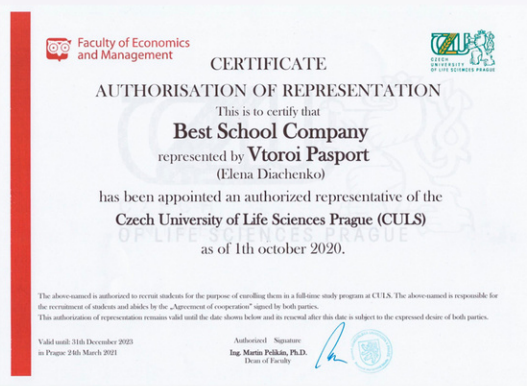 Faculty of Economics
and Management
CZU
CZECH
UNIVERSITY
OF LIFE SCIENCES PRAGUE
CERTIFICATE
AUTHORISATION OF REPRESENTATION
This is to certify that
Best School Company
represented by Vtoroi Pasport
(Elena Diachenko)
has been appointed an authorized representative of the
Czech University of Life Sciences Prague (CULS)
OF LIFE SCIENCES PRAGUE
as of 1th october 2020.
The above-named is authorized to recruit students for the purpose of enrolling them in a full-time study program at CULS. The above-named is responsible for
the recruitment of students and abides by the „Agreement of cooperation" signed by both parties.
This authorization of representation remains valid until the date shown below and its renewal after this date is subject to the expressed desire of both parties.
Valid until: 31th December 2023
in Prague 24th March 2021
Authorized Signature
Ing. Martin Pelikán, Ph.D.
Dean of Faculty